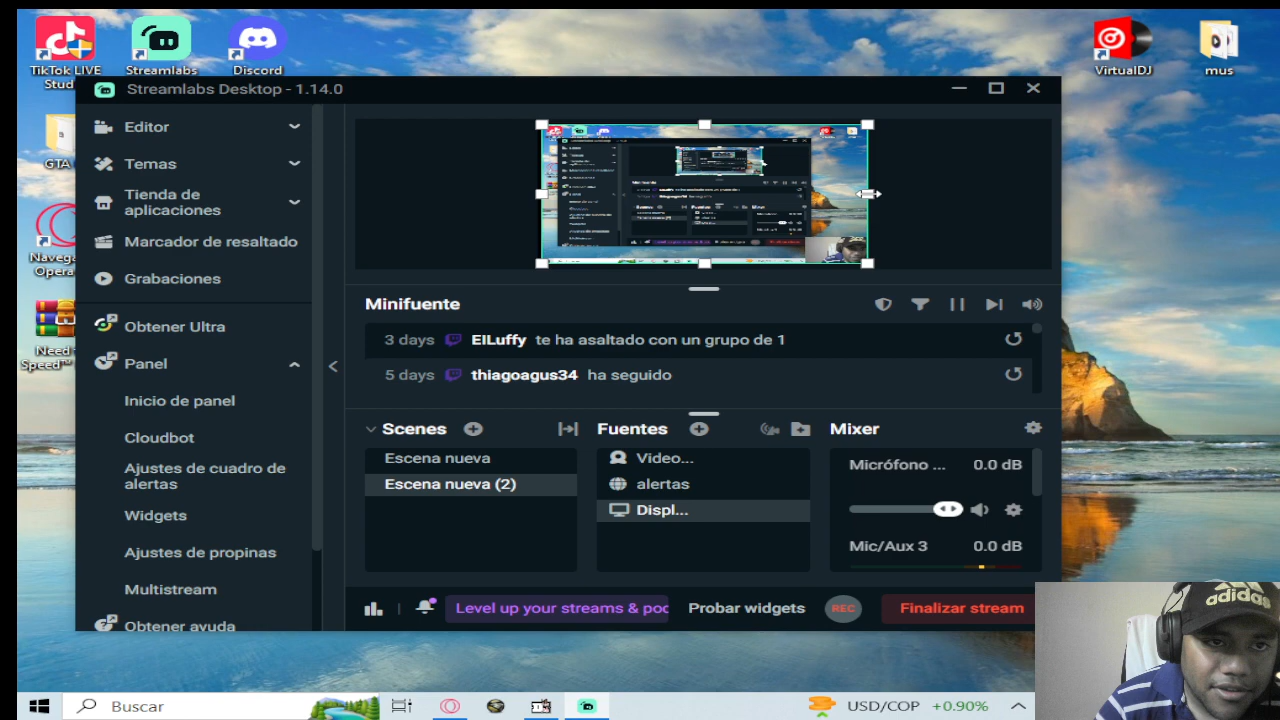 TikTok LIVE
Stud
Streamlabs
Discord
VirtualDJ
mus
GTA
Navega
Opera
Need
Speed™
Streamlabs Desktop - 1.14.0
Editor
Temas
Tienda de
aplicaciones
Marcador de resaltado
Grabaciones
Obtener Ultra
Panel
Inicio de panel
Cloudbot
Ajustes de cuadro de
alertas
Widgets
Ajustes de propinas
Multistream
Obtener ayuda
Minifuente
3 days ElLuffy te ha asaltado con un grupo de 1
5 days thiagoagus34 ha seguido
Scenes
Escena nueva
Escena nueva (2)
Fuentes
Video...
alertas
Displ...
Mixer
Micrófono ... 0.0 dB
Mic/Aux 3 0.0 dB
Level up your streams & poc
Probar widgets
REC
Finalizar stream
adidas
Buscar
USD/COP +0.90%